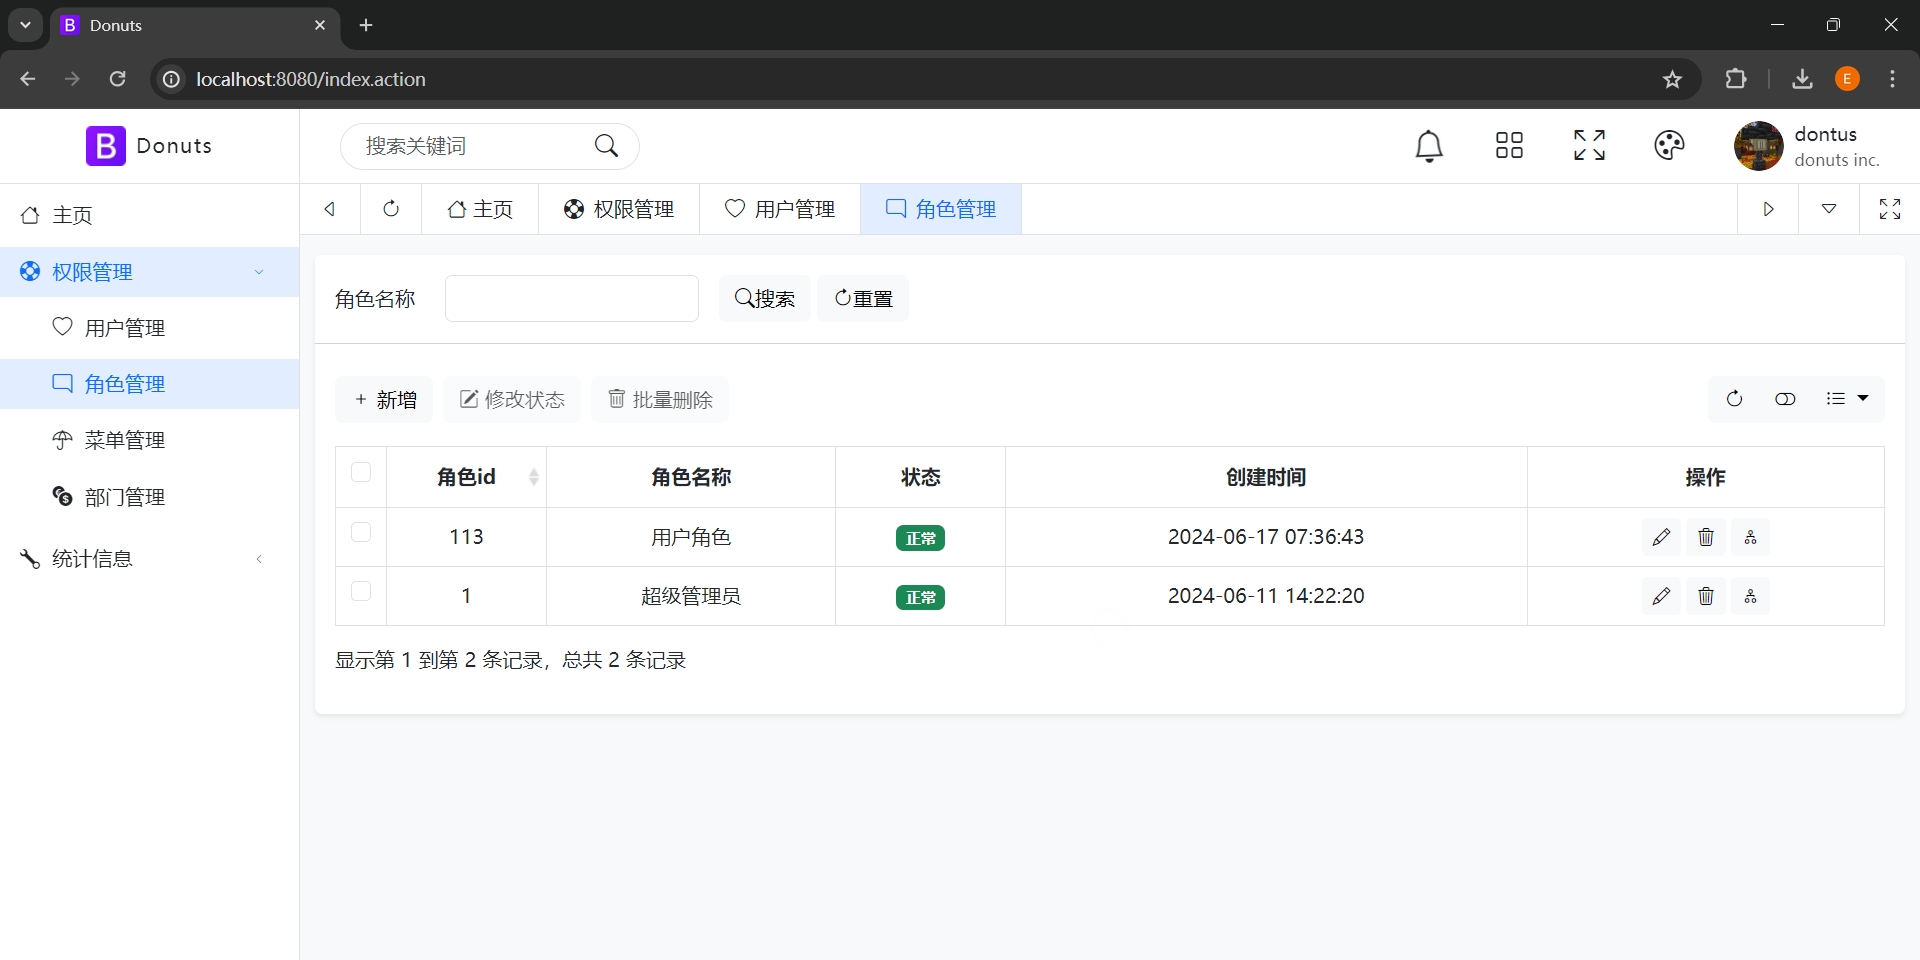 B Donuts
localhost:8080/index.action
E
B Donuts
搜索关键词
dontus
donuts inc.
主页
权限管理
用户管理
角色管理
主页
权限管理
用户管理
角色管理
菜单管理
部门管理
统计信息
角色名称
搜索
重置
新增
修改状态
批量删除
角色id 角色名称 状态 创建时间 操作
113 用户角色 正常 2024-06-17 07:36:43
1 超级管理员 正常 2024-06-11 14:22:20
显示第 1 到第 2 条记录，总共 2 条记录